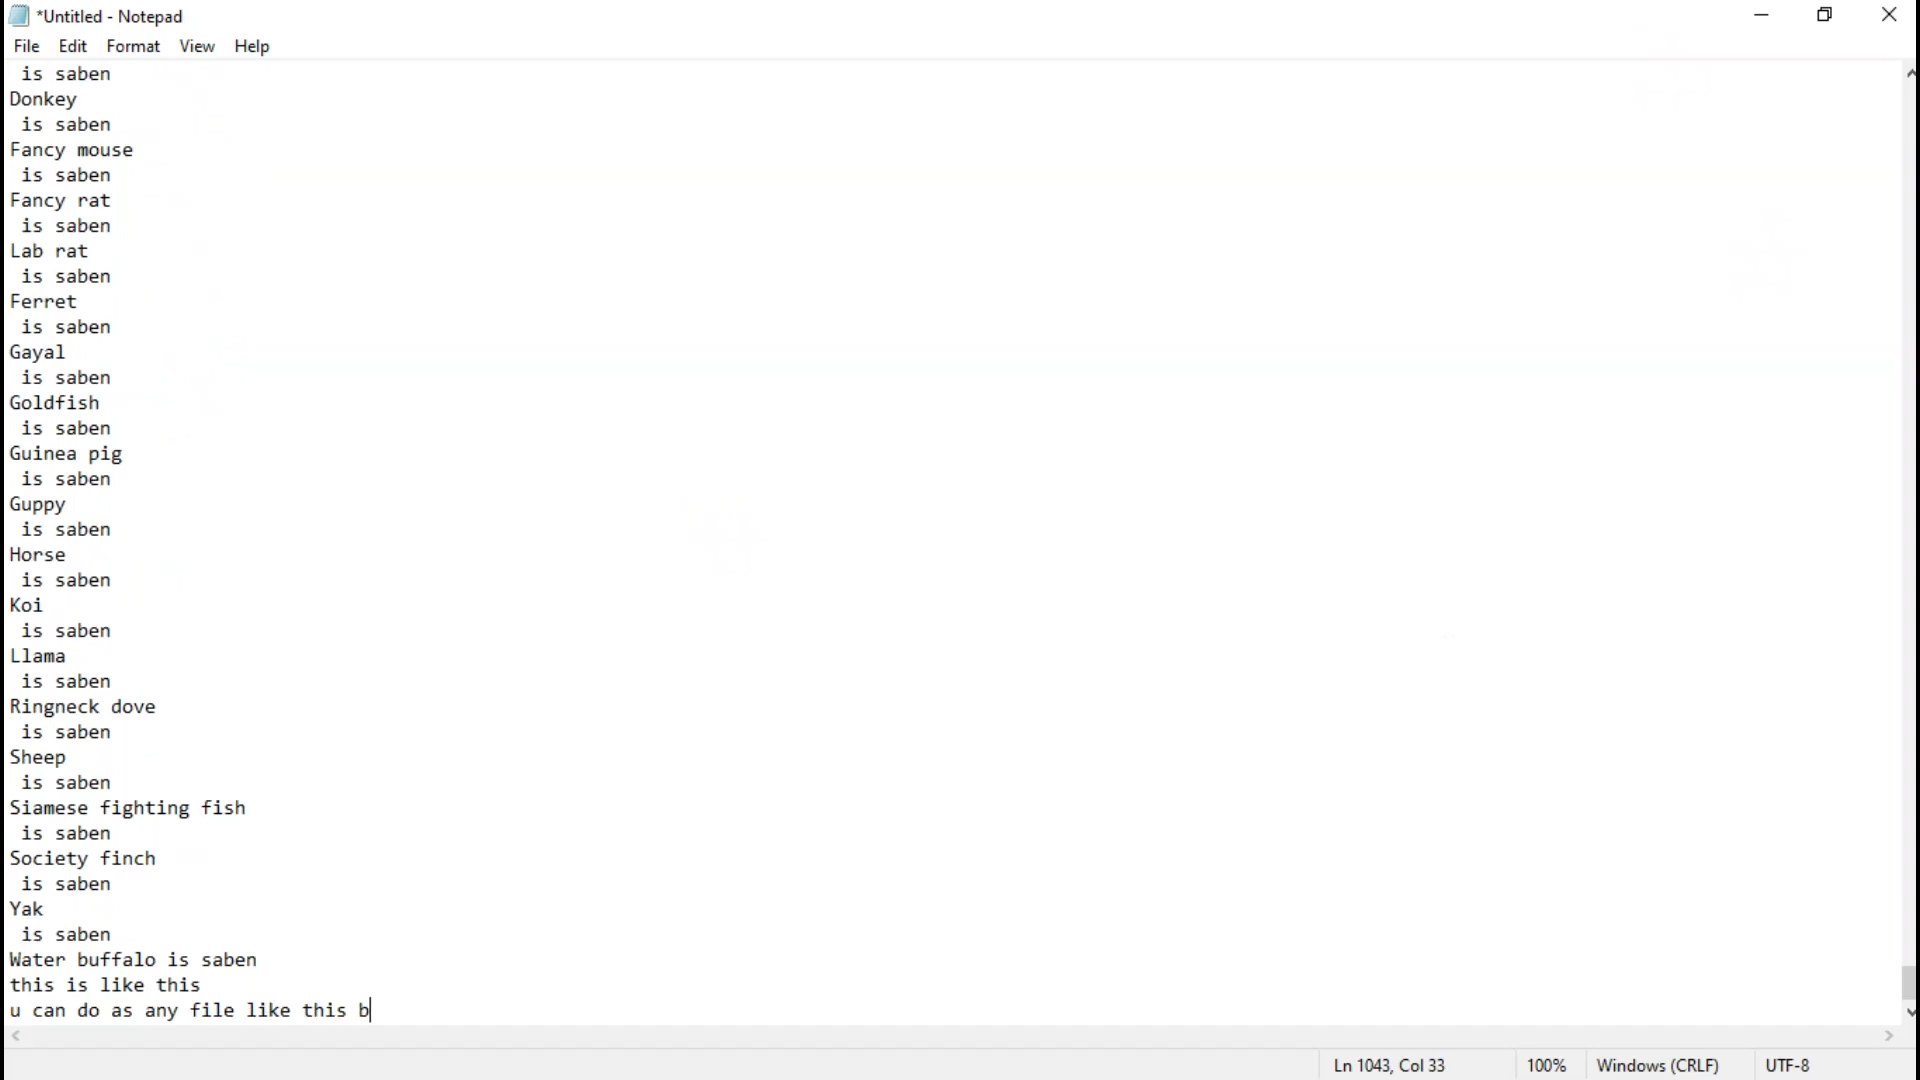 *Untitled - Notepad
File Edit Format View Help
is saben
Donkey
is saben
Fancy mouse
is saben
Fancy rat
is saben
Lab rat
is saben
Ferret
is saben
Gayal
is saben
Goldfish
is saben
Guinea pig
is saben
Guppy
is saben
Horse
is saben
Koi
is saben
Llama
is saben
Ringneck dove
is saben
Sheep
is saben
Siamese fighting fish
is saben
Society finch
is saben
Yak
is saben
Water buffalo is saben
this is like this
u can do as any file like this b
Ln 1043, Col 33 100% Windows (CRLF) UTF-8